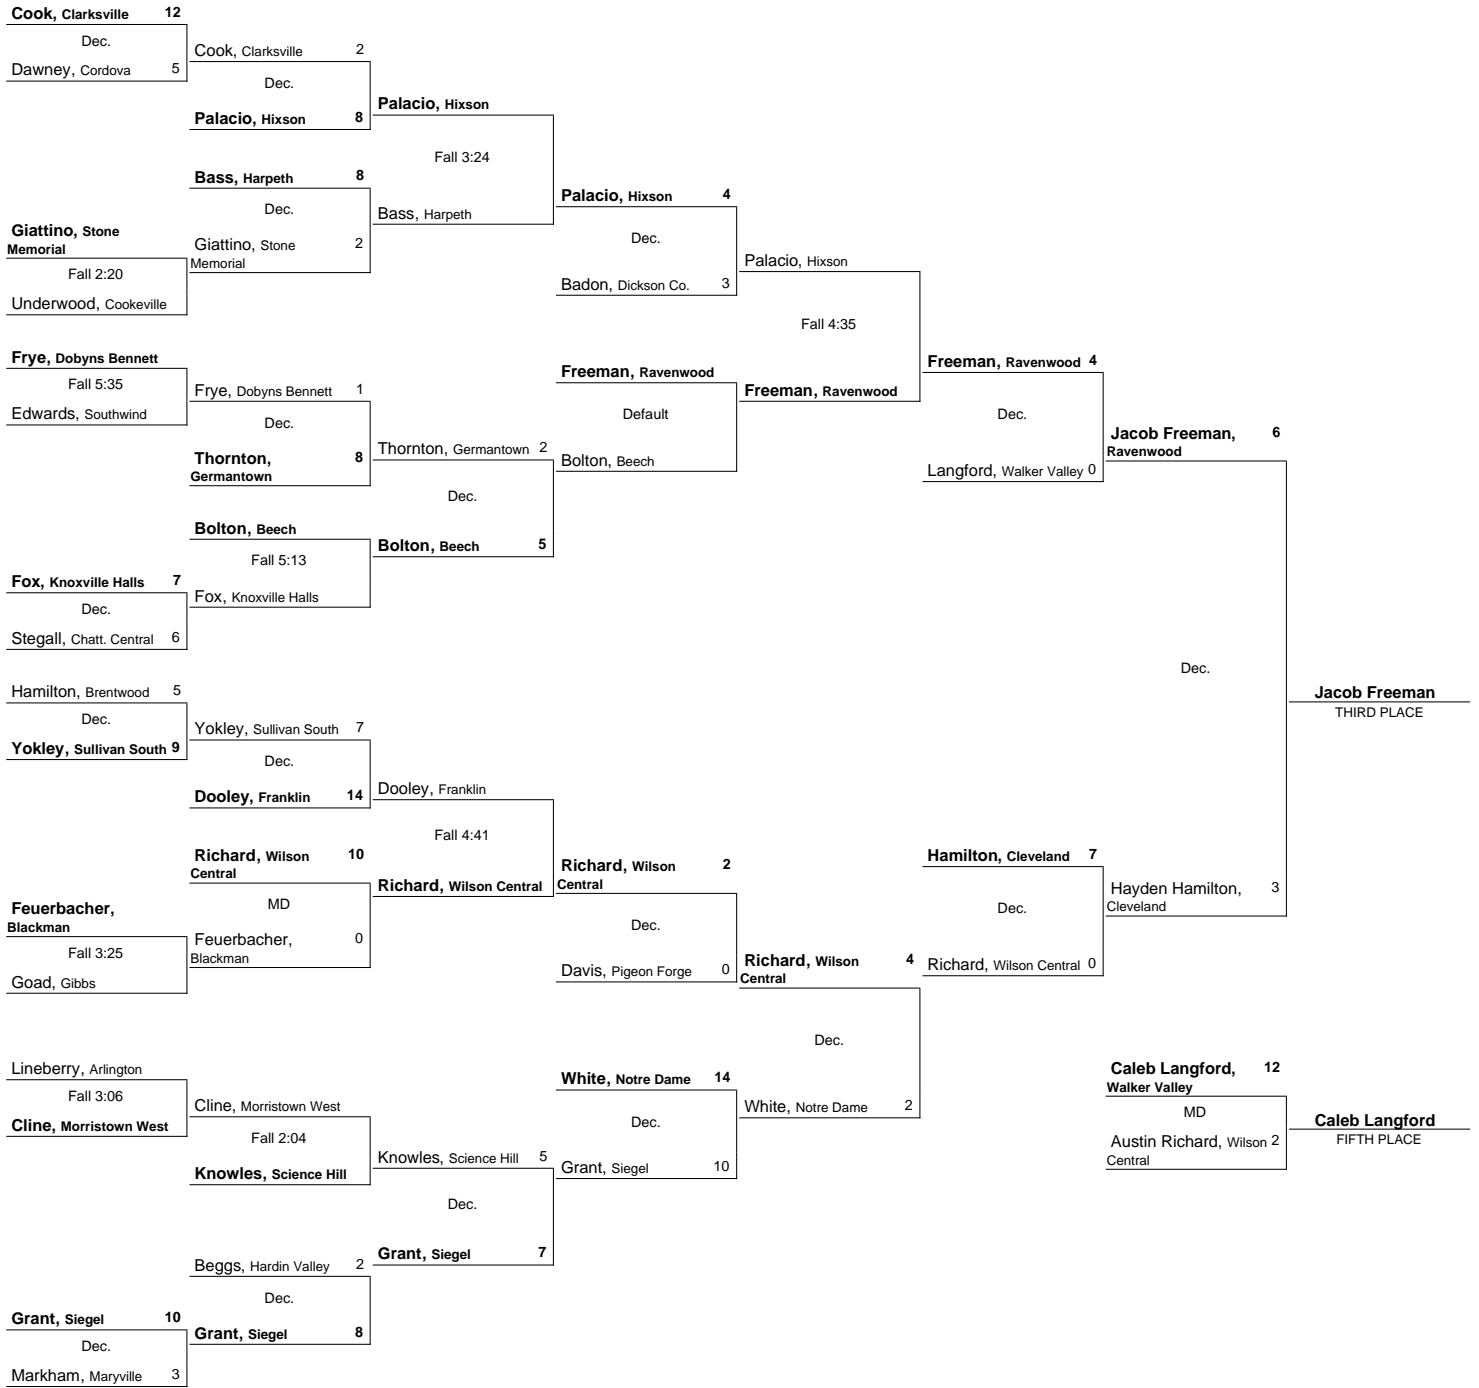 Cook, Clarksville 12
Dec.
Dawney, Cordova 5
Giattino, Stone
Memorial
Fall 2:20
Underwood, Cookeville
Frye, Dobyns Bennett
Fall 5:35
Edwards, Southwind
Fox, Knoxville Halls 7
Dec.
Stegall, Chatt. Central 6
Hamilton, Brentwood 5
Dec.
Yokley, Sullivan South 9
Feuerbacher,
Blackman
Fall 3:25
Goad, Gibbs
Lineberry, Arlington
Fall 3:06
Cline, Morristown West
Grant, Siegel 10
Dec.
Markham, Maryville 3
Cook, Clarksville 2
Dec.
Palacio, Hixson 8
Bass, Harpeth 8
Dec.
Giattino, Stone 2
Memorial
Frye, Dobyns Bennett 1
Dec.
Thornton, 8
Germantown
Bolton, Beech
Fall 5:13
Fox, Knoxville Halls
Yokley, Sullivan South 7
Dec.
Dooley, Franklin 14
Richard, Wilson 10
Central
MD
Feuerbacher, 0
Blackman
Cline, Morristown West
Fall 2:04
Knowles, Science Hill
Beggs, Hardin Valley 2
Dec.
Grant, Siegel 8
Palacio, Hixson
Fall 3:24
Bass, Harpeth
Thornton, Germantown 2
Dec.
Bolton, Beech 5
Dooley, Franklin
Fall 4:41
Richard, Wilson Central
Knowles, Science Hill 5
Dec.
Grant, Siegel 7
Palacio, Hixson 4
Dec.
Badon, Dickson Co. 3
Freeman, Ravenwood
Default
Bolton, Beech
Richard, Wilson 2
Central
Dec.
Davis, Pigeon Forge 0
White, Notre Dame 14
Dec.
Grant, Siegel 10
Palacio, Hixson
Fall 4:35
Freeman, Ravenwood
Richard, Wilson 4
Central
Dec.
White, Notre Dame 2
Freeman, Ravenwood 4
Dec.
Langford, Walker Valley 0
Hamilton, Cleveland 7
Dec.
Richard, Wilson Central 0
Jacob Freeman, 6
Ravenwood
Dec.
Hayden Hamilton, 3
Cleveland
Caleb Langford, 12
Walker Valley
MD
Austin Richard, Wilson 2
Central
Jacob Freeman
THIRD PLACE
Caleb Langford
FIFTH PLACE